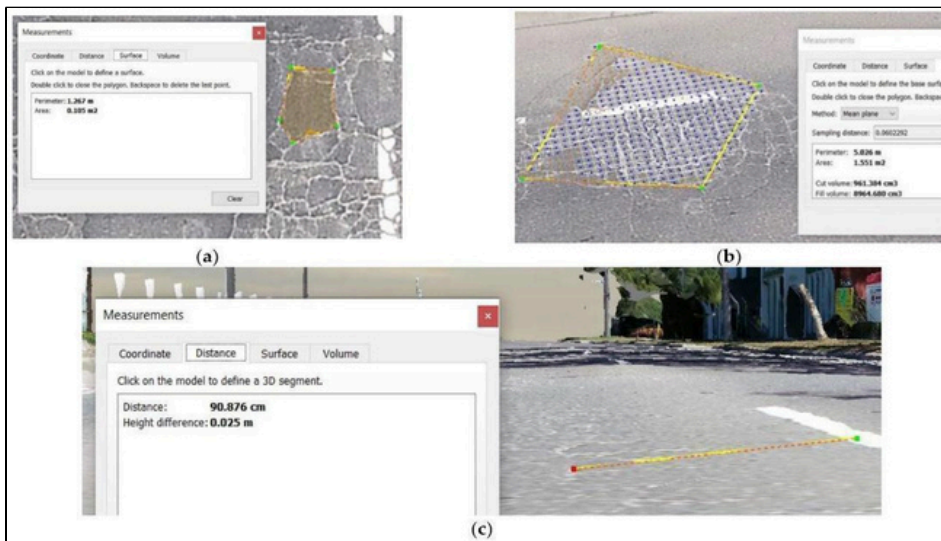 Measurements
Coordinate Distance Surface Volume
Click on the model to define a surface.
Double click to close the polygon. Backspace to delete the last point.
Perimeter: 1.267 m
Area: 0.105 m2
Clear
(a)
Measurements
Coordinate Distance Surface
Click on the model to define the base surf
Double click to close the polygon. Backspac
Method: Mean plane
Sampling distance: 0.0602292
Perimeter: 5.026 m
Area: 1.551 m2
Cut volume: 961.304 cm3
Fill volume: 8964.680 cm3
(b)
Measurements
Coordinate Distance Surface Volume
Click on the model to define a 3D segment.
Distance: 90.876 cm
Height difference: 0.025 m
(c)